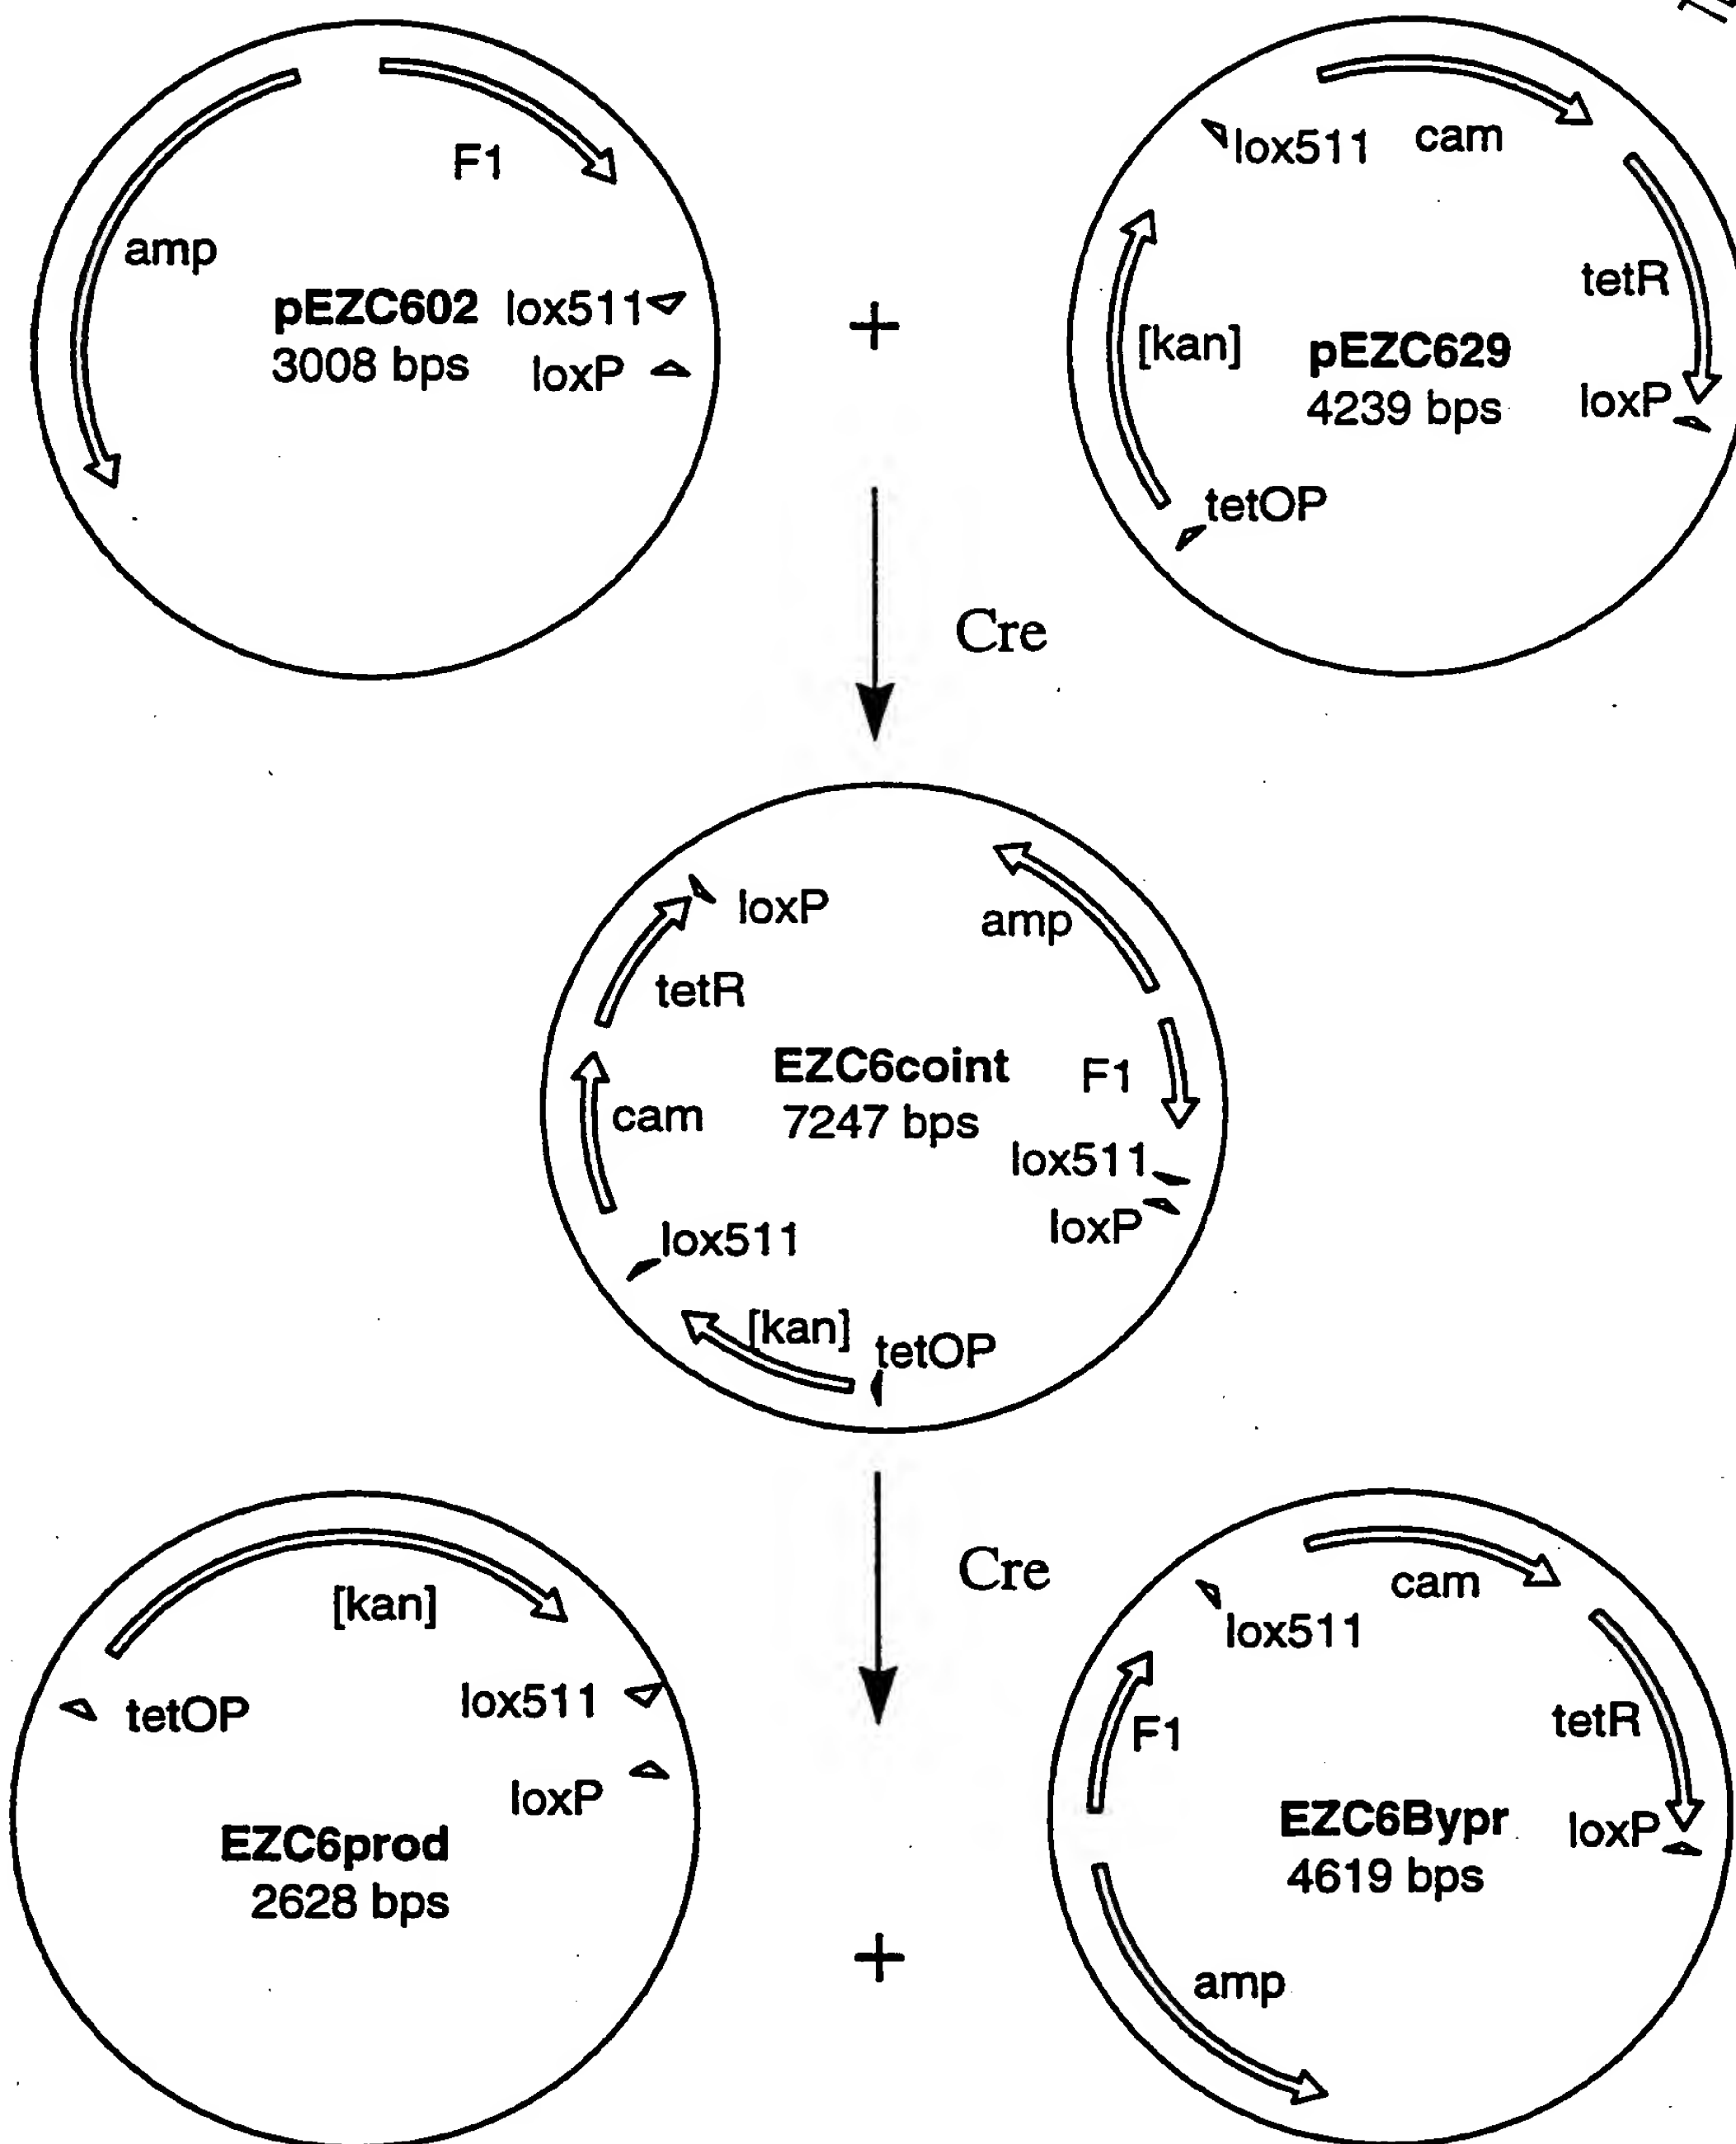 F1
amp
pEZC602
3008 bps
lox511
loxP
+
lox511
cam
tetR
[kan]
pEZC629
4239 bps
loxP
tetOP
Cre
loxP
amp
tetR
EZC6coint
7247 bps
F1
cam
lox511
loxP
lox511
[kan]
tetOP
Cre
[kan]
tetOP
lox511
loxP
EZC6prod
2628 bps
+
cam
lox511
F1
tetR
EZC6Bypr
4619 bps
loxP
amp